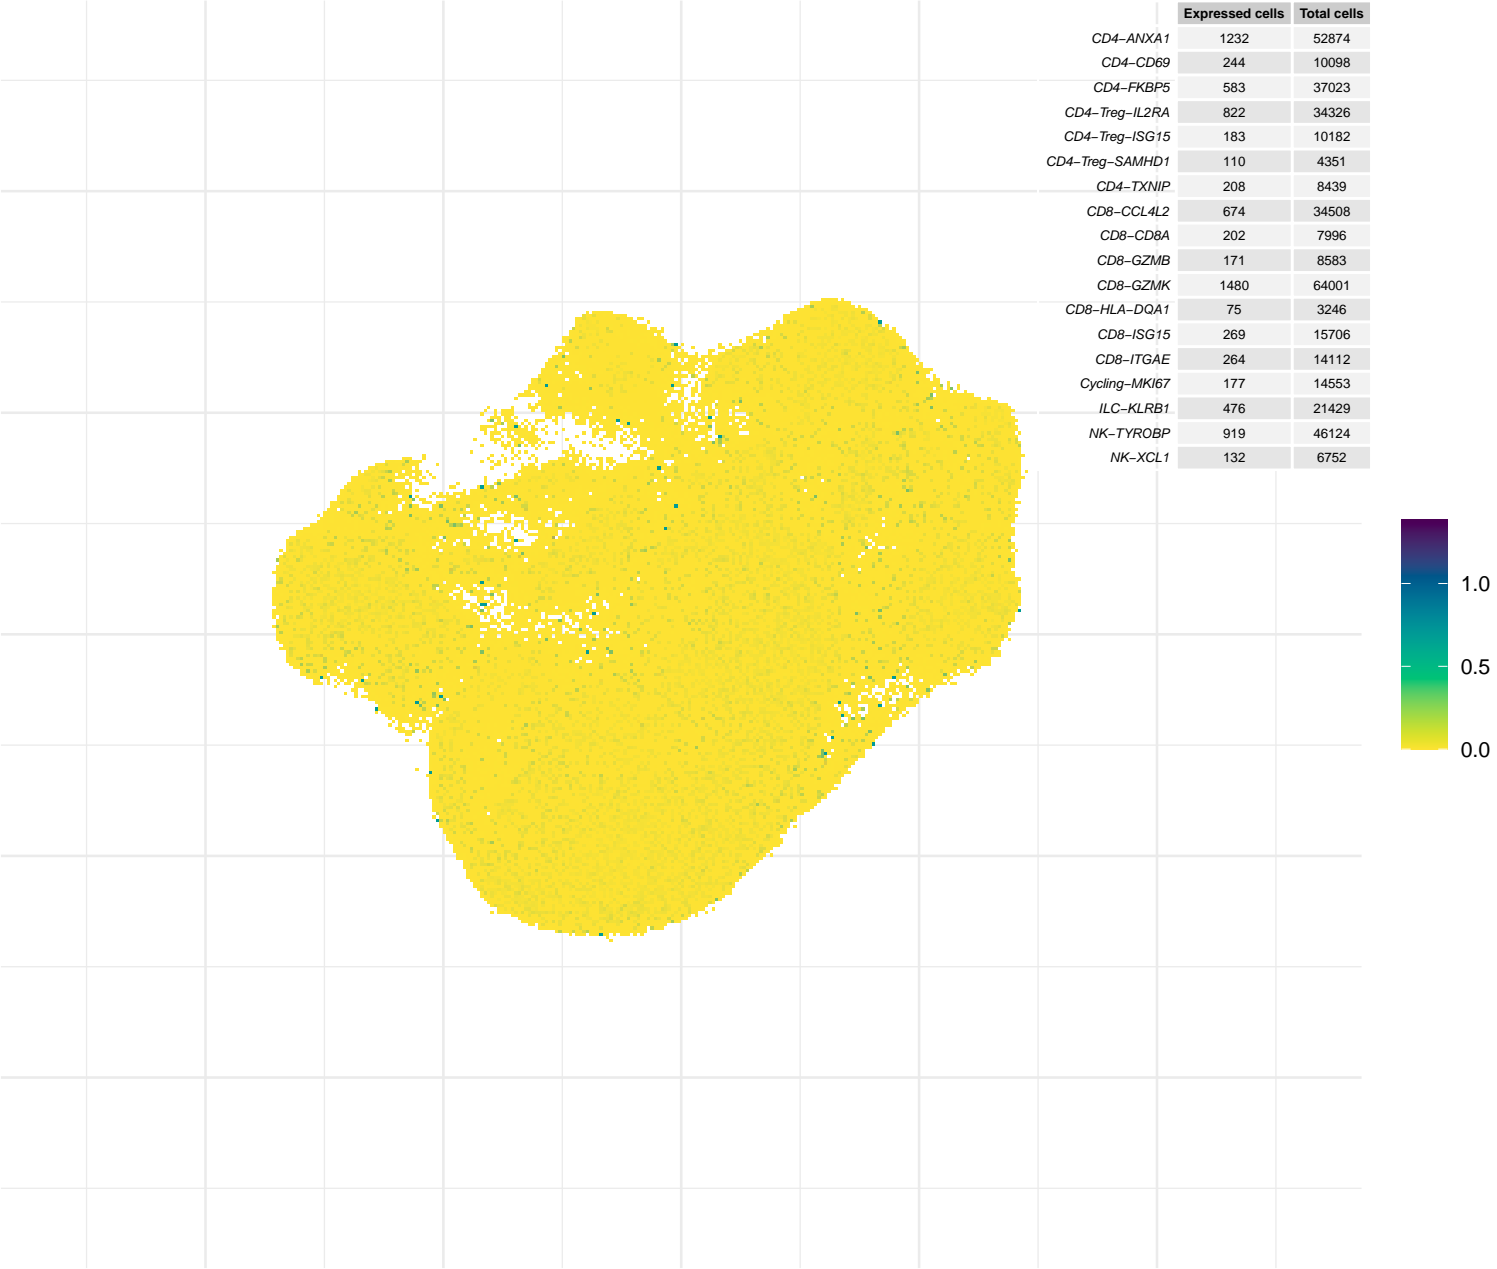 Expressed cells Total cells
CD4−ANXA1 1232 52874
CD4−CD69 244 10098
CD4−FKBP5 583 37023
CD4−Treg−IL2RA 822 34326
CD4−Treg−ISG15 183 10182
CD4−Treg−SAMHD1 110 4351
CD4−TXNIP 208 8439
CD8−CCL4L2 674 34508
CD8−CD8A 202 7996
CD8−GZMB 171 8583
CD8−GZMK 1480 64001
CD8−HLA−DQA1 75 3246
CD8−ISG15 269 15706
CD8−ITGAE 264 14112
Cycling−MKI67 177 14553
ILC−KLRB1 476 21429
NK−TYROBP 919 46124
NK−XCL1 132 6752
1.0
0.5
0.0